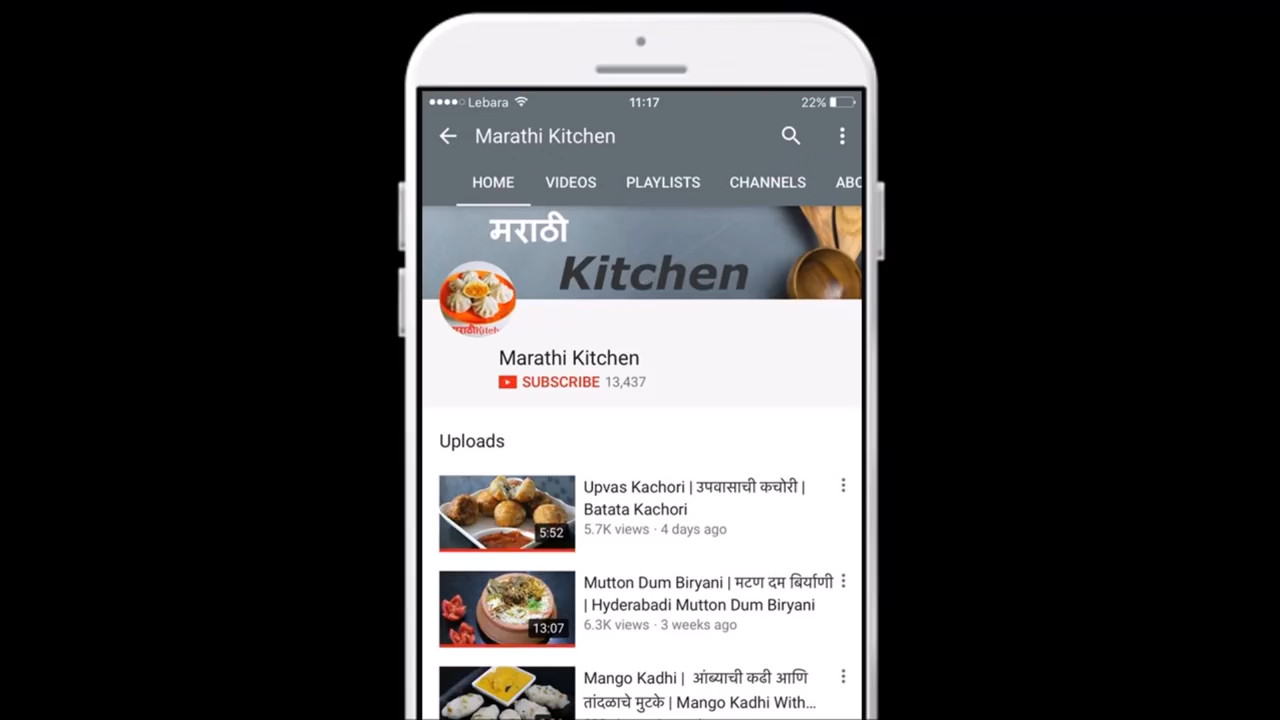 Lebara 11:17 22%
Marathi Kitchen
HOME VIDEOS PLAYLISTS CHANNELS ABC
मराठी
Kitchen
Marathi Kitchen
SUBSCRIBE 13,437
Uploads
Upvas Kachori | उपवासाची कचोरी |
Batata Kachori
5:52
5.7K views · 4 days ago
Mutton Dum Biryani | मटण दम बिर्याणी
| Hyderabadi Mutton Dum Biryani
13:07
6.3K views · 3 weeks ago
Mango Kadhi | आंब्याची कढी आणि
तांदळाचे मुटके | Mango Kadhi With...